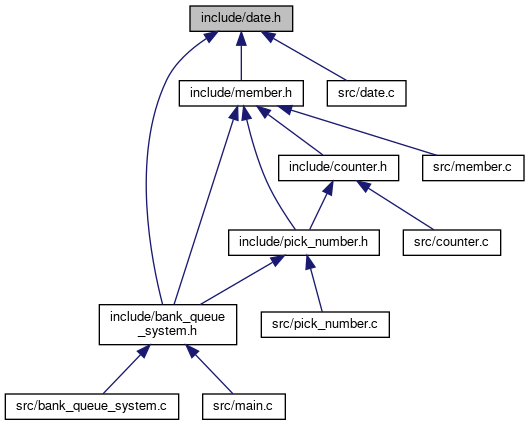 include/date.h
include/member.h
src/date.c
include/counter.h
src/member.c
include/pick_number.h
src/counter.c
include/bank_queue
_system.h
src/pick_number.c
src/bank_queue_system.c
src/main.c